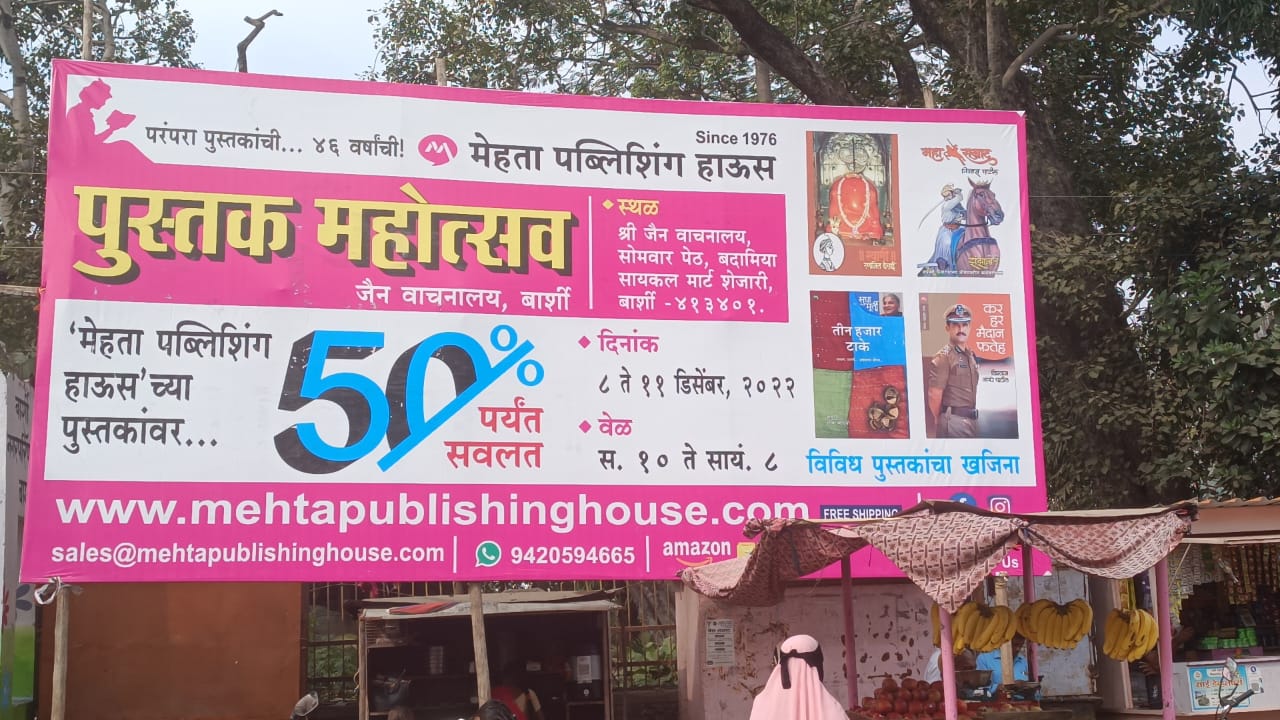 परंपरा पुस्तकांची... ४६ वर्षांची!
Since 1976
मेहता पब्लिशिंग हाऊस
पुस्तक महोत्सव
जैन वाचनालय, बार्शी
स्थळ
श्री जैन वाचनालय,
सोमवार पेठ, बदामिया
सायकल मार्ट शेजारी,
बार्शी -४१३४०१.
'मेहता पब्लिशिंग
हाऊस'च्या
पुस्तकांवर...
50%
पर्यंत
सवलत
दिनांक
८ ते ११ डिसेंबर, २०२२
वेळ
स. १० ते सायं. ८
तीन हजार
टाके
कर
हर
मैदान
फतेह
विविध पुस्तकांचा खजिना
www.mehtapublishinghouse.com
FREE SHIPPING
sales@mehtapublishinghouse.com
9420594665
amazon
Us